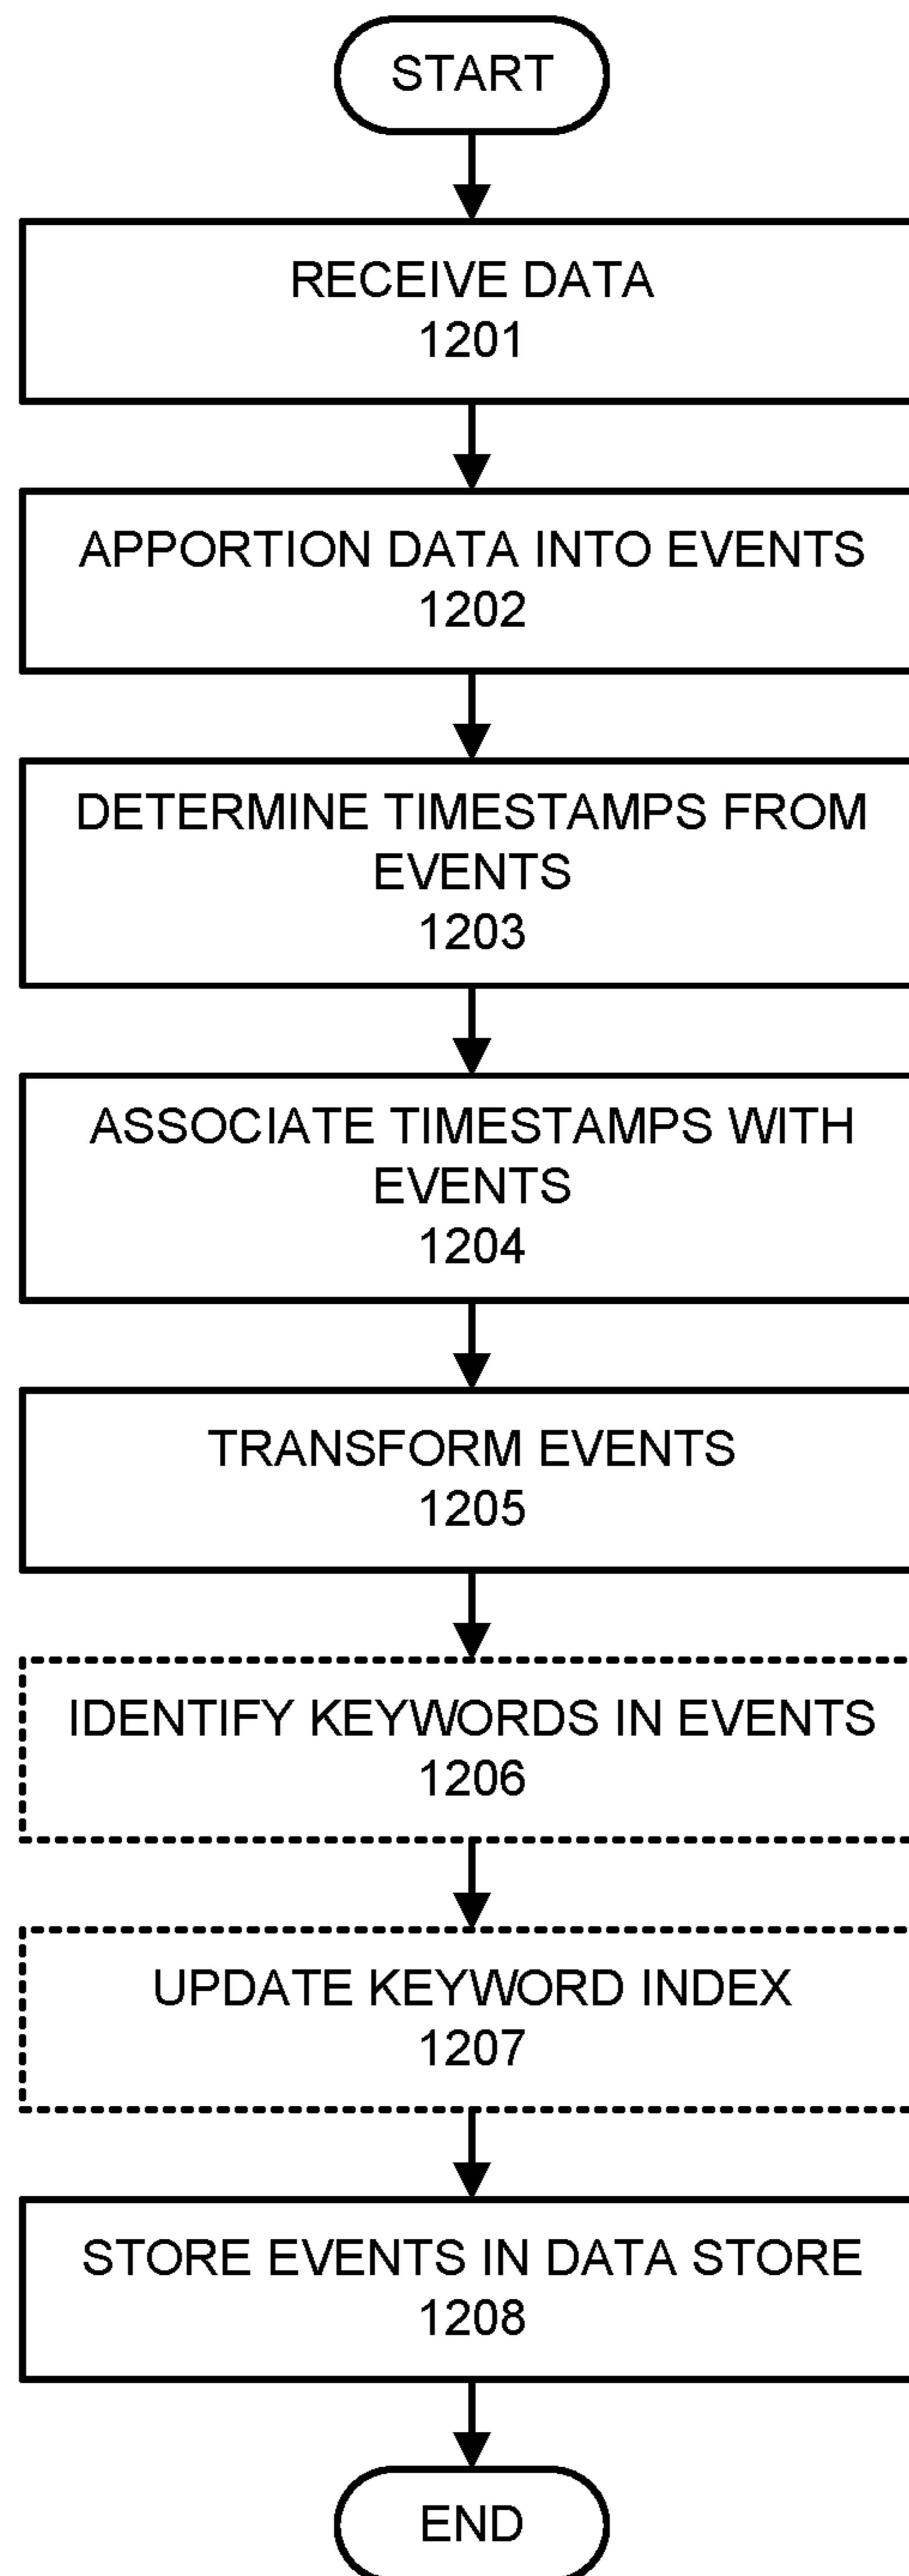 START
RECEIVE DATA
1201
APPORTION DATA INTO EVENTS
1202
DETERMINE TIMESTAMPS FROM
EVENTS
1203
ASSOCIATE TIMESTAMPS WITH
EVENTS
1204
TRANSFORM EVENTS
1205
IDENTIFY KEYWORDS IN EVENTS
1206
UPDATE KEYWORD INDEX
1207
STORE EVENTS IN DATA STORE
1208
END